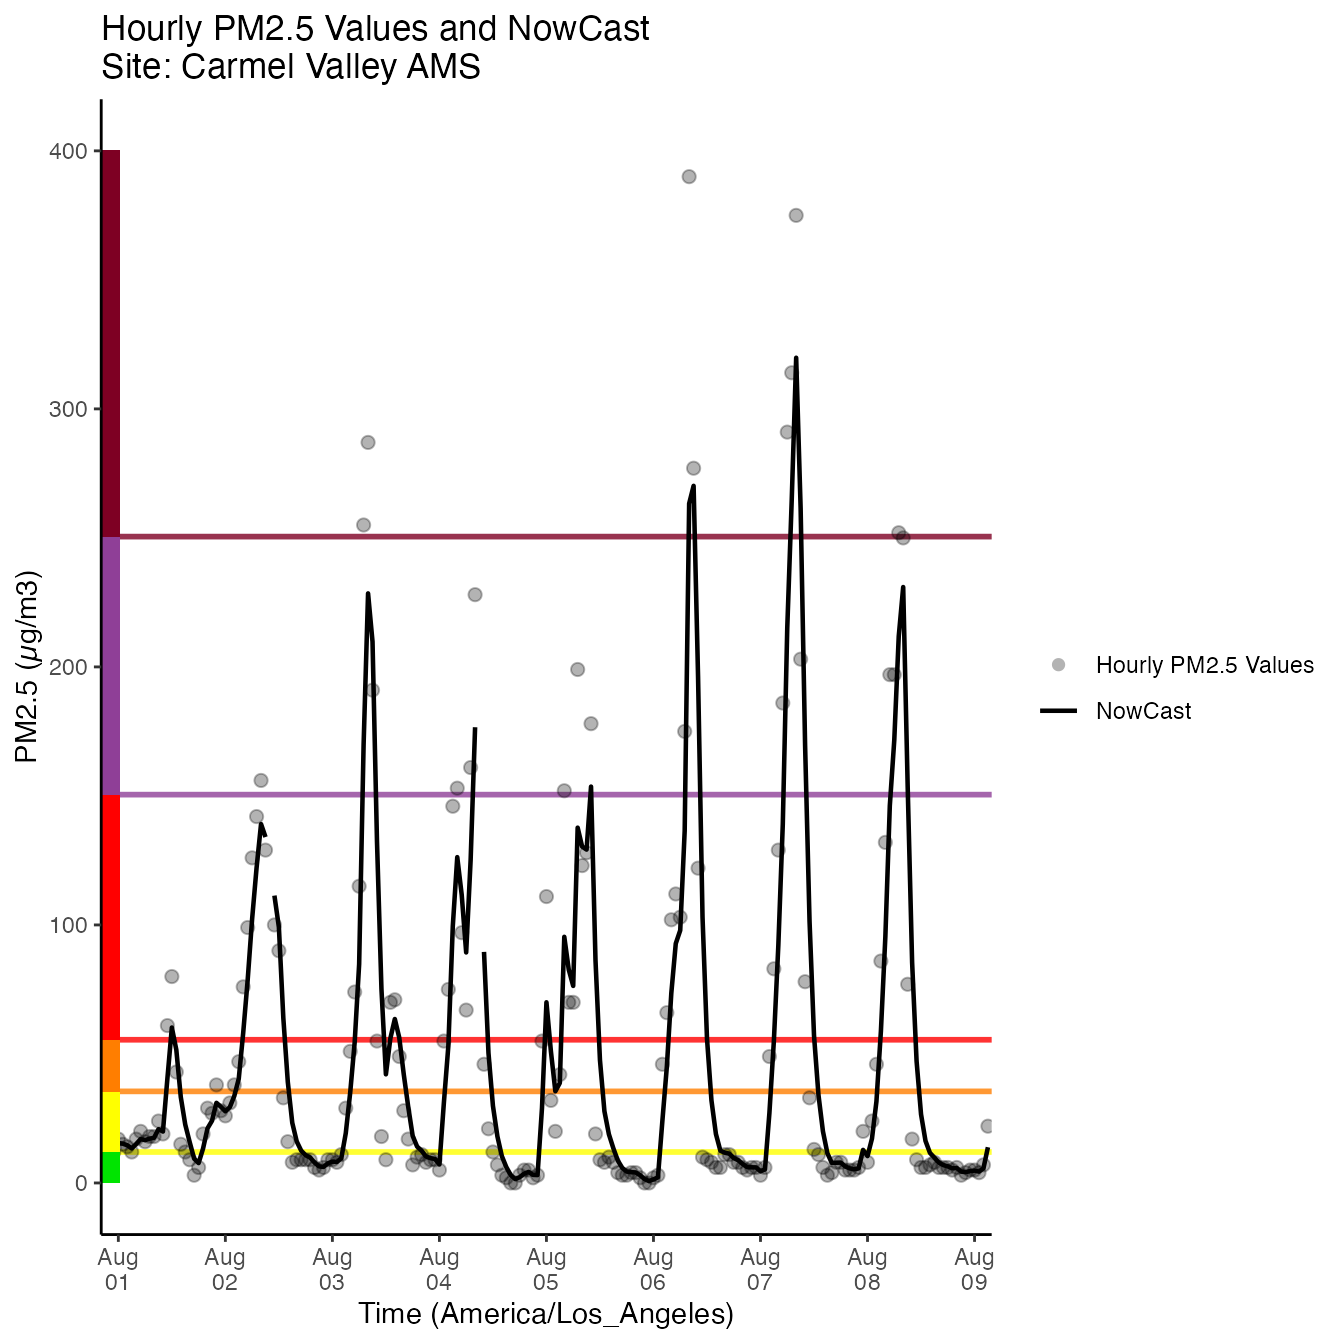 Hourly PM2.5 Values and NowCast
Site: Carmel Valley AMS
400
300
200
100
0
PM2.5 (µg/m3)
Aug 01
Aug 02
Aug 03
Aug 04
Aug 05
Aug 06
Aug 07
Aug 08
Aug 09
Time (America/Los_Angeles)
Hourly PM2.5 Values
NowCast